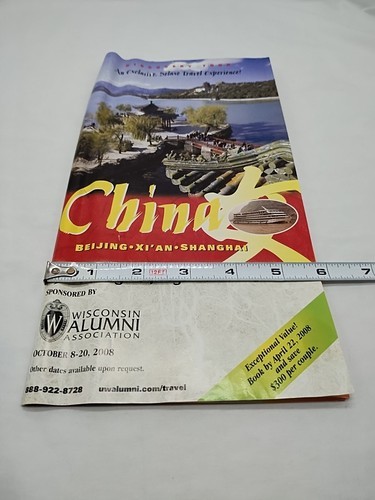 An Exclusive, Deluxe Travel Experience!
China
BEIJING • XI'AN • SHANGHAI
1 2 3 4 5 6 7
SPONSORED BY
WISCONSIN
ALUMNI
ASSOCIATION
OCTOBER 8-20, 2008
Other dates available upon request.
888-922-8728 uwalumni.com/travel
Exceptional Value!
Book by April 22, 2008
and save
$300 per couple.